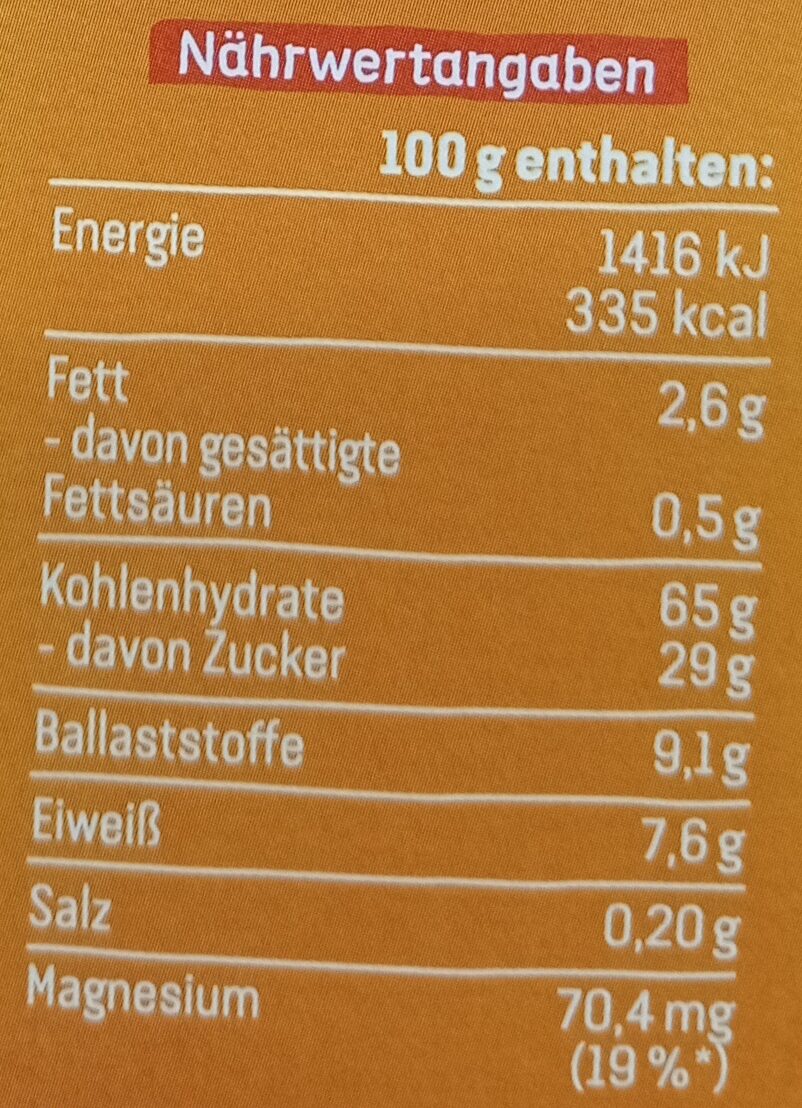 Nährwertangaben
100 g enthalten:
Energie 1416 kJ
335 kcal
Fett 2,6 g
- davon gesättigte
Fettsäuren 0,5 g
Kohlenhydrate 65 g
- davon Zucker 29 g
Ballaststoffe 9,1 g
Eiweiß 7,6 g
Salz 0,20 g
Magnesium 70,4 mg
(19 %*)